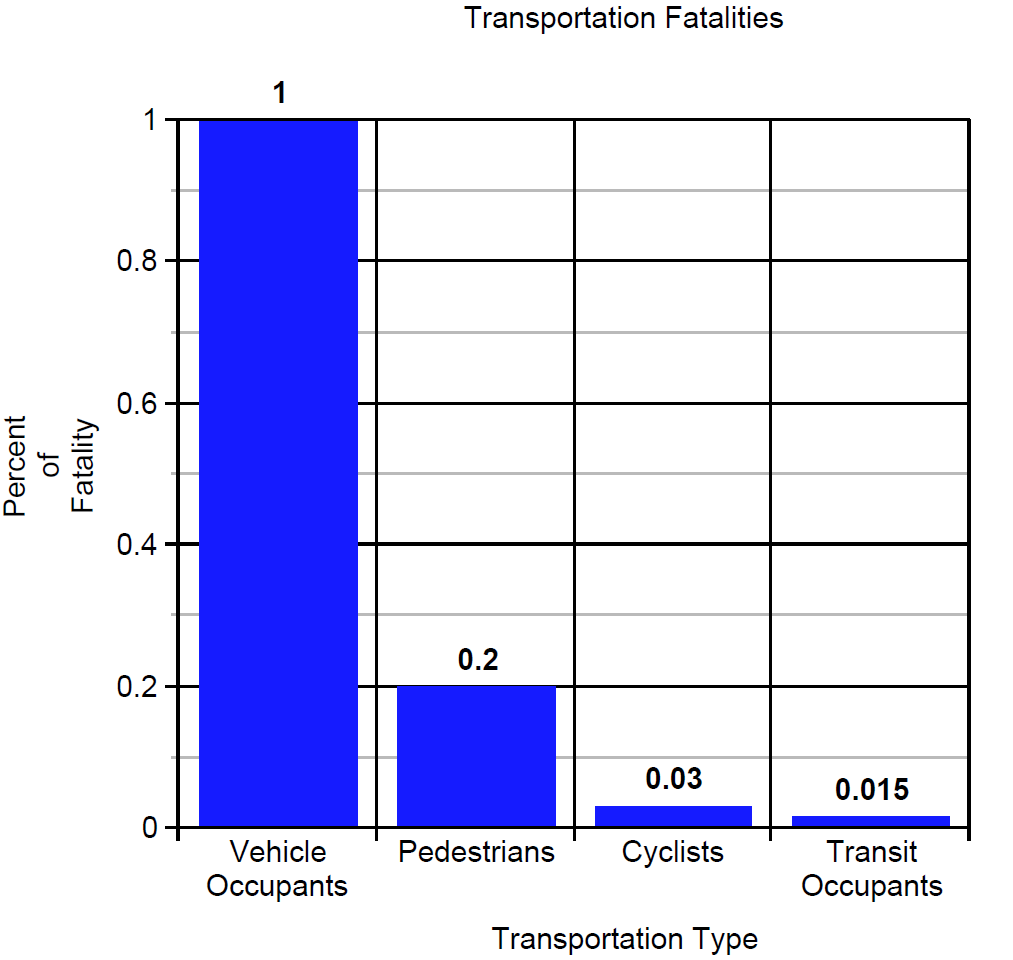 Transportation Fatalities
1
1
0.8
0.6
Percent
of
Fatality
0.4
0.2
0.2
0.03
0.015
0
Vehicle
Occupants
Pedestrians
Cyclists
Transit
Occupants
Transportation Type